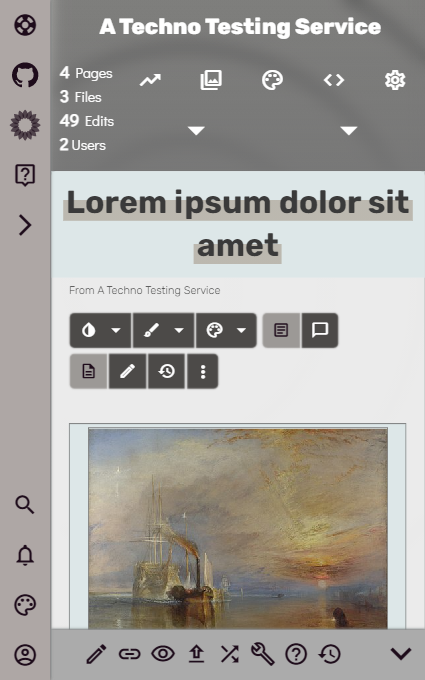 A Techno Testing Service
4 Pages
3 Files
49 Edits
2 Users
Lorem ipsum dolor sit
amet
From A Techno Testing Service